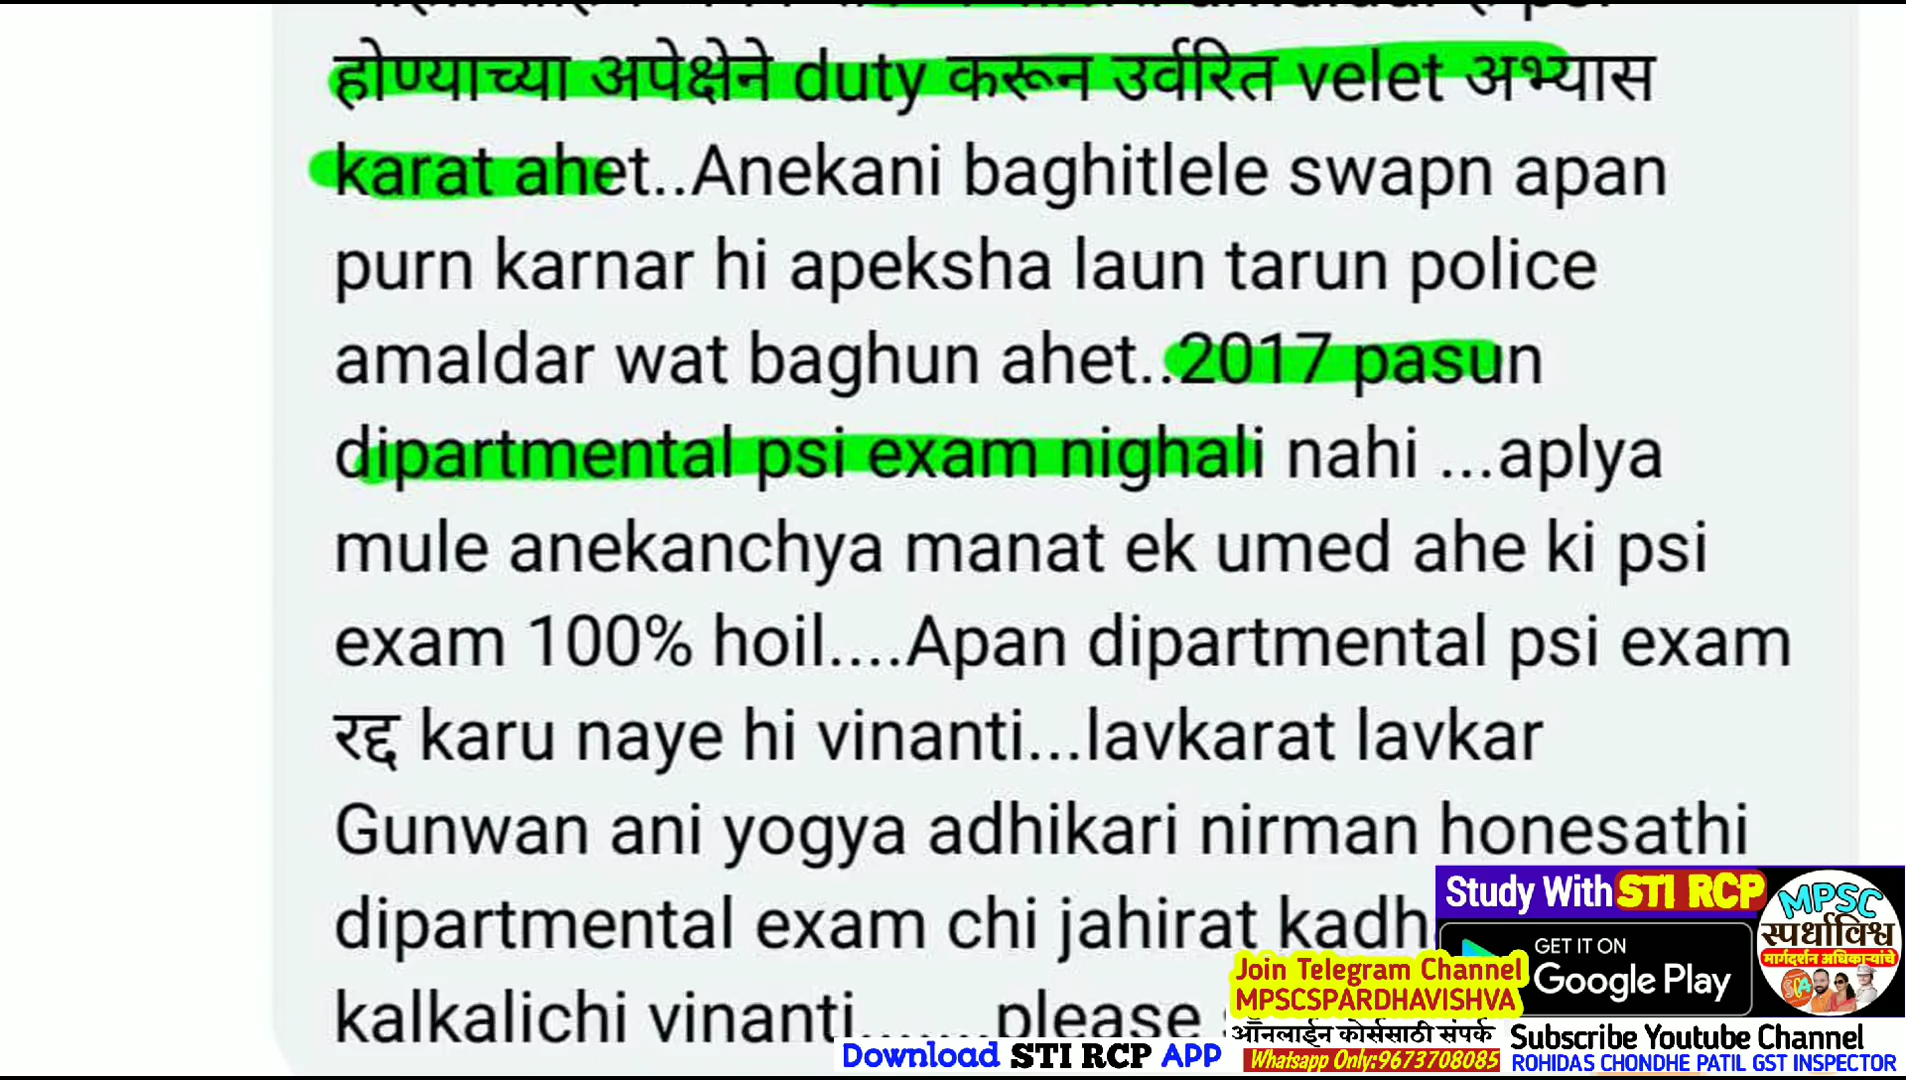 होण्याच्या अपेक्षेने duty करून उर्वरित velet अभ्यास
karat ahet..Anekani baghitlele swapn apan
purn karnar hi apeksha laun tarun police
amaldar wat baghun ahet..2017 pasun
dipartmental psi exam nighali nahi ...aplya
mule anekanchya manat ek umed ahe ki psi
exam 100% hoil....Apan dipartmental psi exam
रद्द karu naye hi vinanti...lavkarat lavkar
Gunwan ani yogya adhikari nirman honesathi
dipartmental exam chi jahirat kadh
kalkalichi vinanti.......please
Study With STI RCP
GET IT ON
Google Play
MPSC
स्पर्धाविश्व
मार्गदर्शन अधिकाऱ्यांचे
Join Telegram Channel
MPSCSPARDHAVISHVA
ऑनलाईन कोर्ससाठी संपर्क
Whatsapp Only:9673708085
Download STI RCP APP
Subscribe Youtube Channel
ROHIDAS CHONDHE PATIL GST INSPECTOR